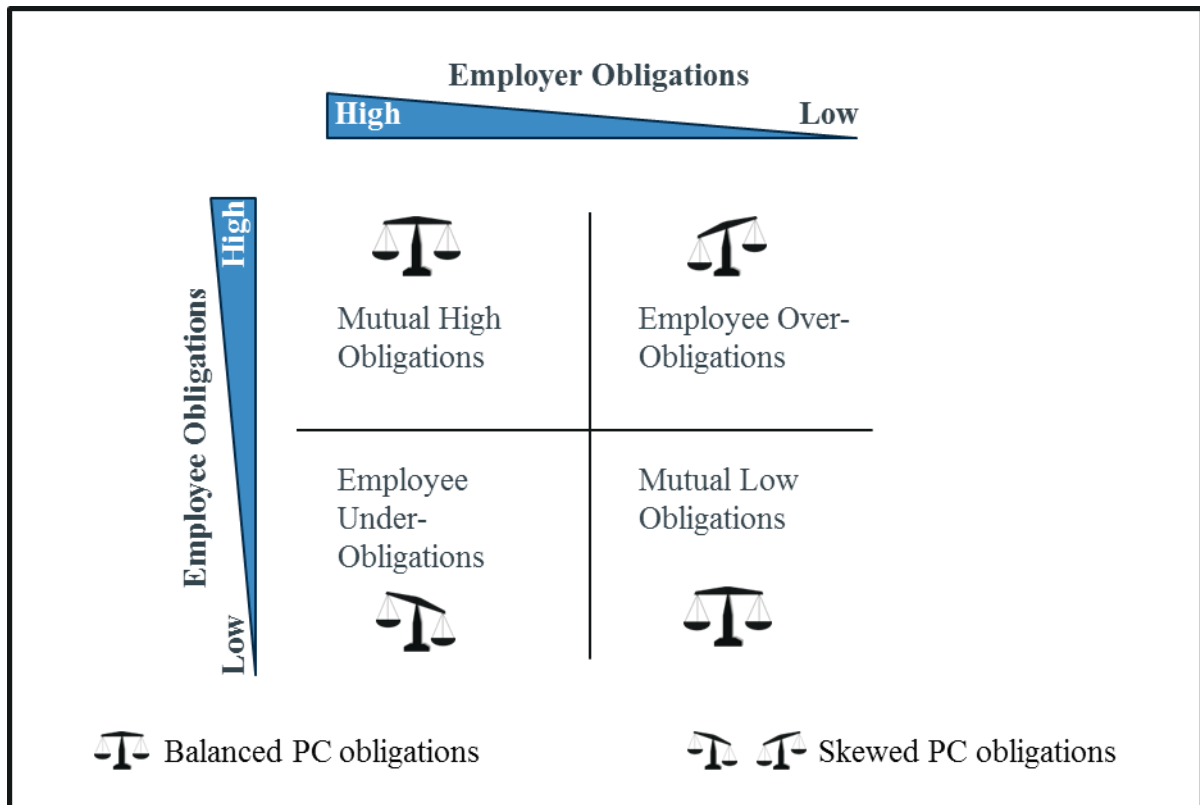 Employer Obligations
High
Low
Employee Obligations
High
Low
Mutual High
Obligations
Employee Over-
Obligations
Employee
Under-
Obligations
Mutual Low
Obligations
Balanced PC obligations
Skewed PC obligations